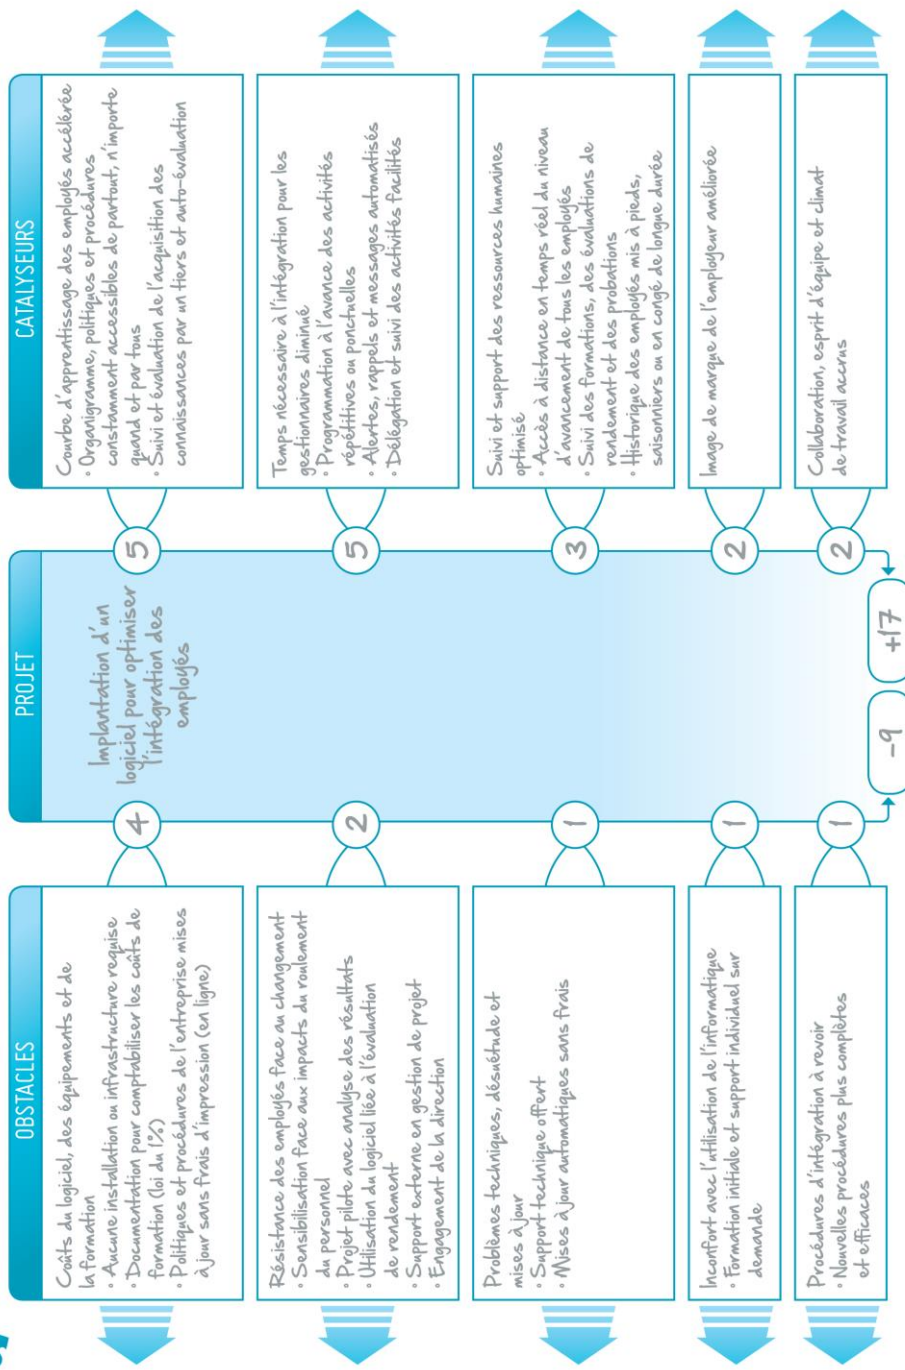 OBSTACLES
Coûts du logiciel, des équipements et de
la formation
• Aucune installation ou infrastructure requise
• Documentation pour comptabiliser les coûts de
formation (loi du 1%)
• Politiques et procédures de l'entreprise mises
à jour sans frais d'impression (en ligne)
Résistance des employés face au changement
• Sensibilisation face aux impacts du roulement
du personnel
• Projet pilote avec analyse des résultats
• Utilisation du logiciel liée à l'évaluation
de rendement
• Support externe en gestion de projet
• Engagement de la direction
Problèmes techniques, désuétude et
mises à jour
• Support technique offert
• Mises à jour automatiques sans frais
Inconfort avec l'utilisation de l'informatique
• Formation initiale et support individuel sur
demande
Procédures d'intégration à revoir
• Nouvelles procédures plus complètes
et efficaces
PROJET
Implantation d'un
logiciel pour optimiser
l'intégration des
employés
4
2
1
1
1
-9
5
5
3
2
2
+17
CATALYSEURS
Courbe d'apprentissage des employés accélérée
• Organigramme, politiques et procédures
constamment accessibles de partout, n'importe
quand et par tous
• Suivi et évaluation de l'acquisition des
connaissances par un tiers et auto-évaluation
Temps nécessaire à l'intégration pour les
gestionnaires diminué
• Programmation à l'avance des activités
répétitives ou ponctuelles
• Alertes, rappels et messages automatisés
• Délégation et suivi des activités facilités
Suivi et support des ressources humaines
optimisé
• Accès à distance en temps réel du niveau
d'avancement de tous les employés
• Suivi des formations, des évaluations de
rendement et des probations
• Historique des employés mis à pieds,
saisonniers ou en congé de longue durée
Image de marque de l'employeur améliorée
Collaboration, esprit d'équipe et climat
de travail accrus